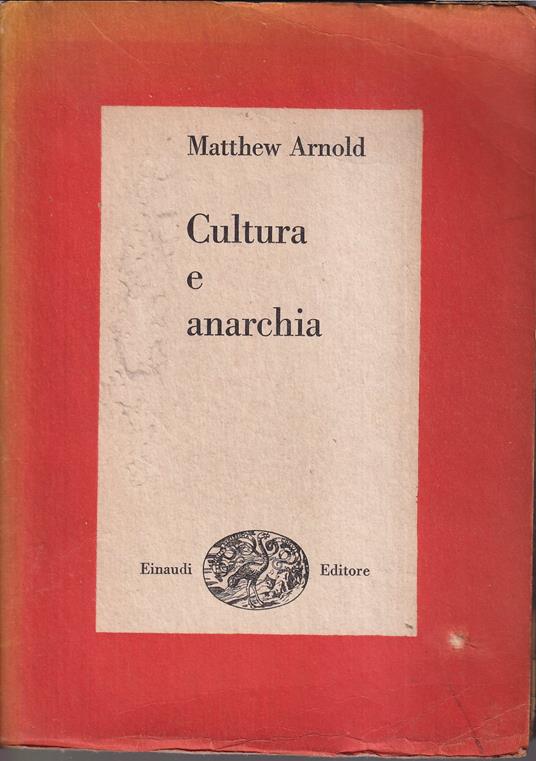 Matthew Arnold
Cultura
e
anarchia
Einaudi Editore